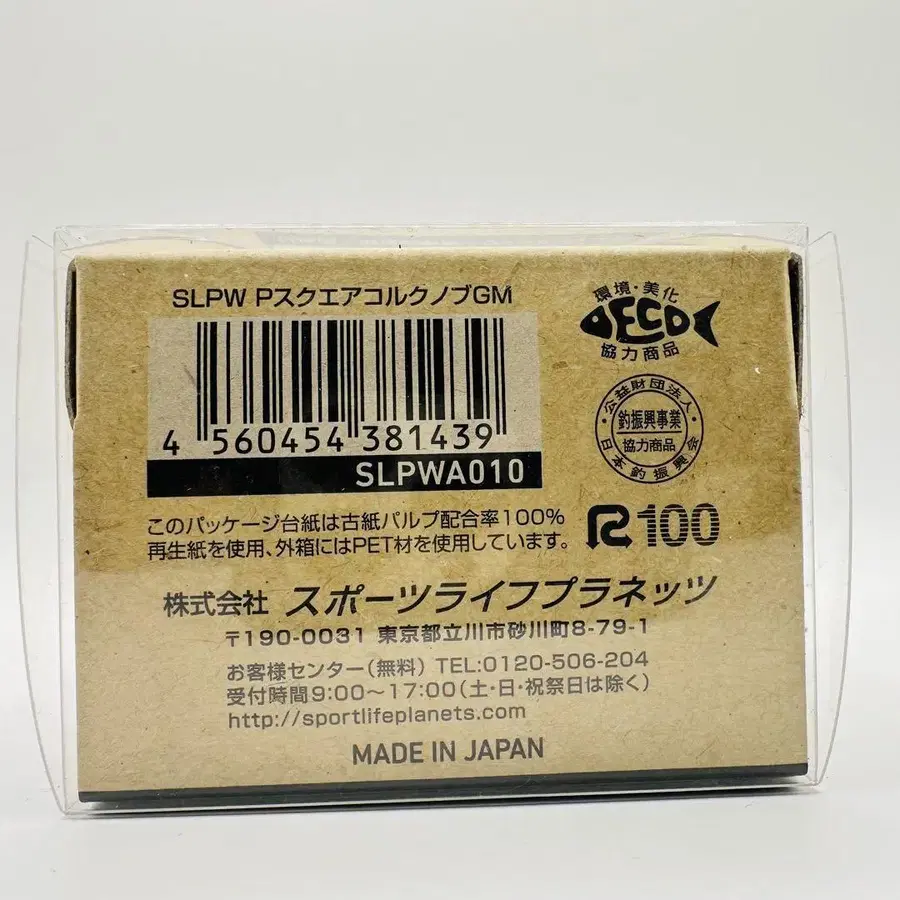 SLPW PスクエアコルクノブGM
4 560454 381439
SLPWA010
環境・美化
DECO
協力商品
公益財団法人
釣振興事業
協力商品
日本釣振興会
このパッケージ台紙は古紙パルプ配合率100%
再生紙を使用、外箱にはPET材を使用しています。
R100
株式会社 スポーツライフプラネッツ
〒190-0031 東京都立川市砂川町8-79-1
お客様センター(無料) TEL:0120-506-204
受付時間9:00〜17:00(土・日・祝祭日は除く)
http://sportlifeplanets.com
MADE IN JAPAN